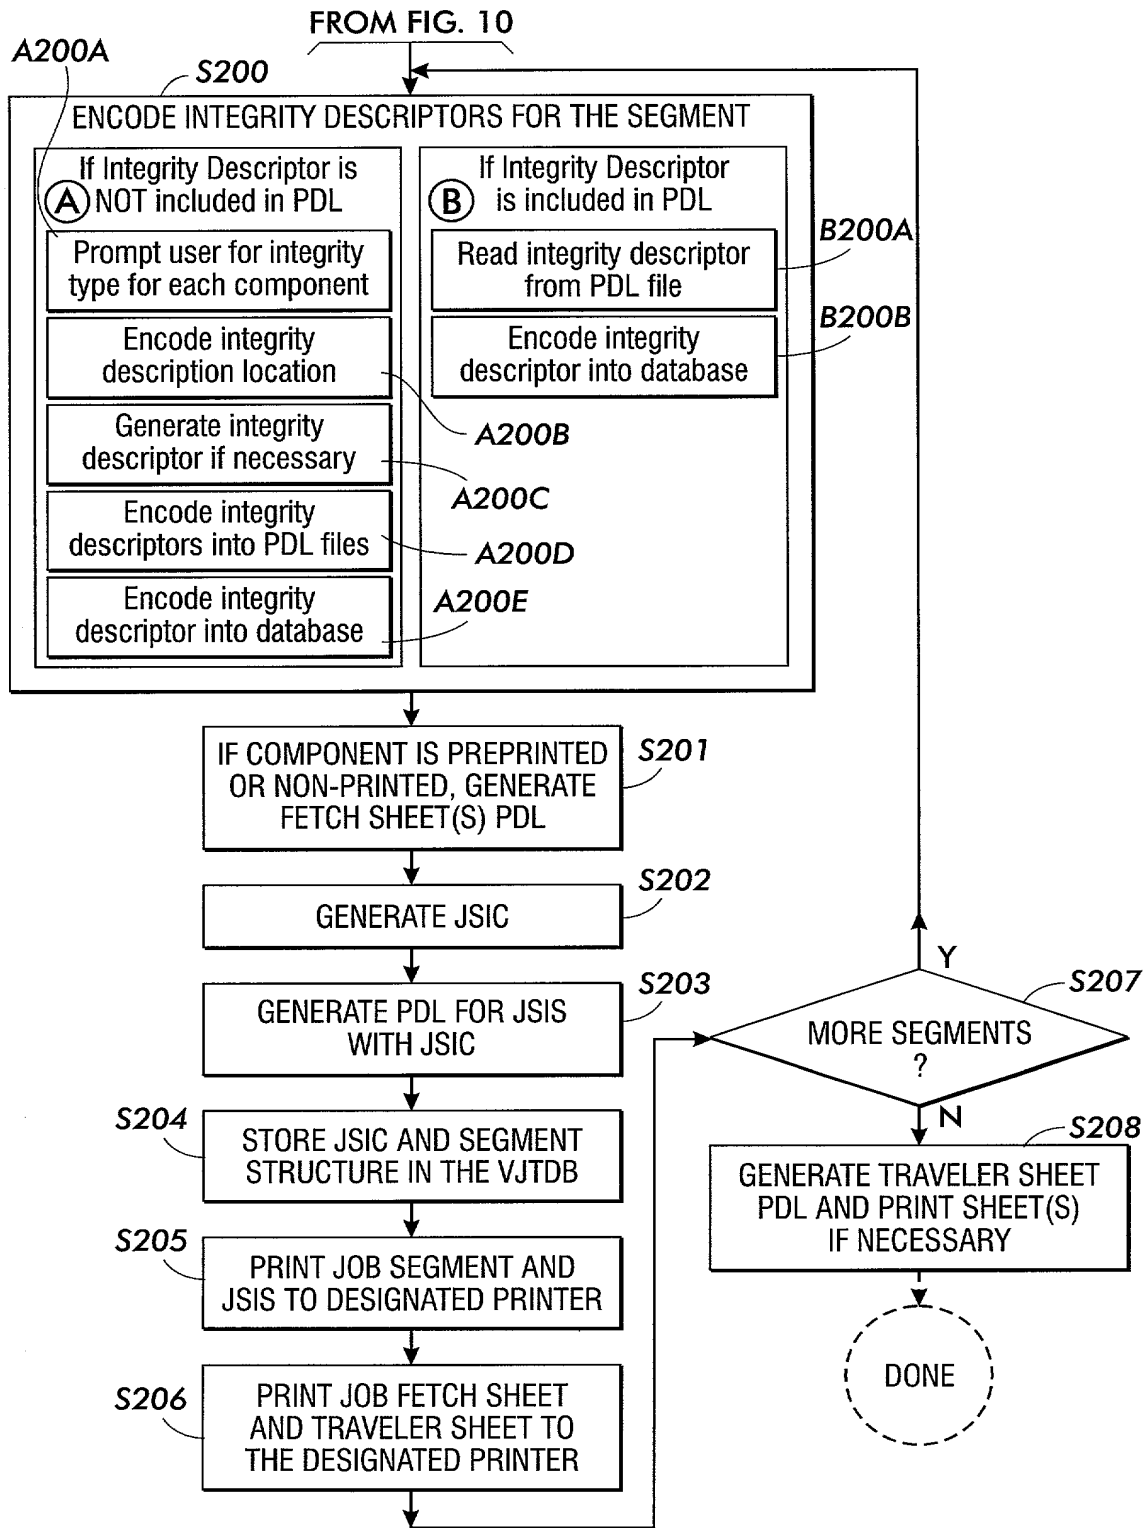 FROM FIG. 10
A200A
S200
ENCODE INTEGRITY DESCRIPTORS FOR THE SEGMENT
If Integrity Descriptor is
A NOT included in PDL
Prompt user for integrity
type for each component
Encode integrity
description location
Generate integrity
descriptor if necessary
Encode integrity
descriptors into PDL files
Encode integrity
descriptor into database
If Integrity Descriptor
B is included in PDL
Read integrity descriptor
from PDL file
Encode integrity
descriptor into database
B200A
B200B
A200B
A200C
A200D
A200E
IF COMPONENT IS PREPRINTED
OR NON-PRINTED, GENERATE
FETCH SHEET(S) PDL
S201
GENERATE JSIC
S202
GENERATE PDL FOR JSIS
WITH JSIC
S203
S204
STORE JSIC AND SEGMENT
STRUCTURE IN THE VJTDB
S205
PRINT JOB SEGMENT AND
JSIS TO DESIGNATED PRINTER
S206
PRINT JOB FETCH SHEET
AND TRAVELER SHEET TO
THE DESIGNATED PRINTER
Y
S207
MORE SEGMENTS
?
N
S208
GENERATE TRAVELER SHEET
PDL AND PRINT SHEET(S)
IF NECESSARY
DONE